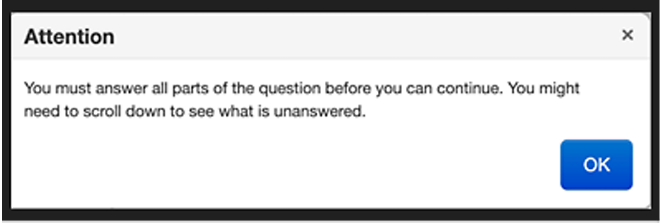 Attention
You must answer all parts of the question before you can continue. You might
need to scroll down to see what is unanswered.
OK